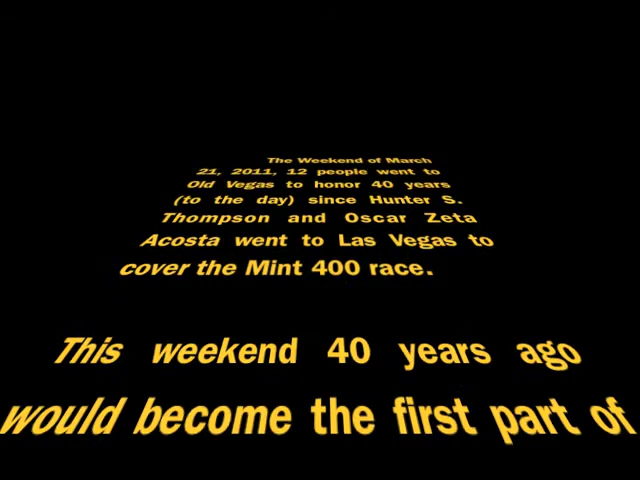 The Weekend of March
21, 2011, 12 people went to
Old Vegas to honor 40 years
(to the day) since Hunter S.
Thompson and Oscar Zeta
Acosta went to Las Vegas to
cover the Mint 400 race.
This weekend 40 years ago
would become the first part of